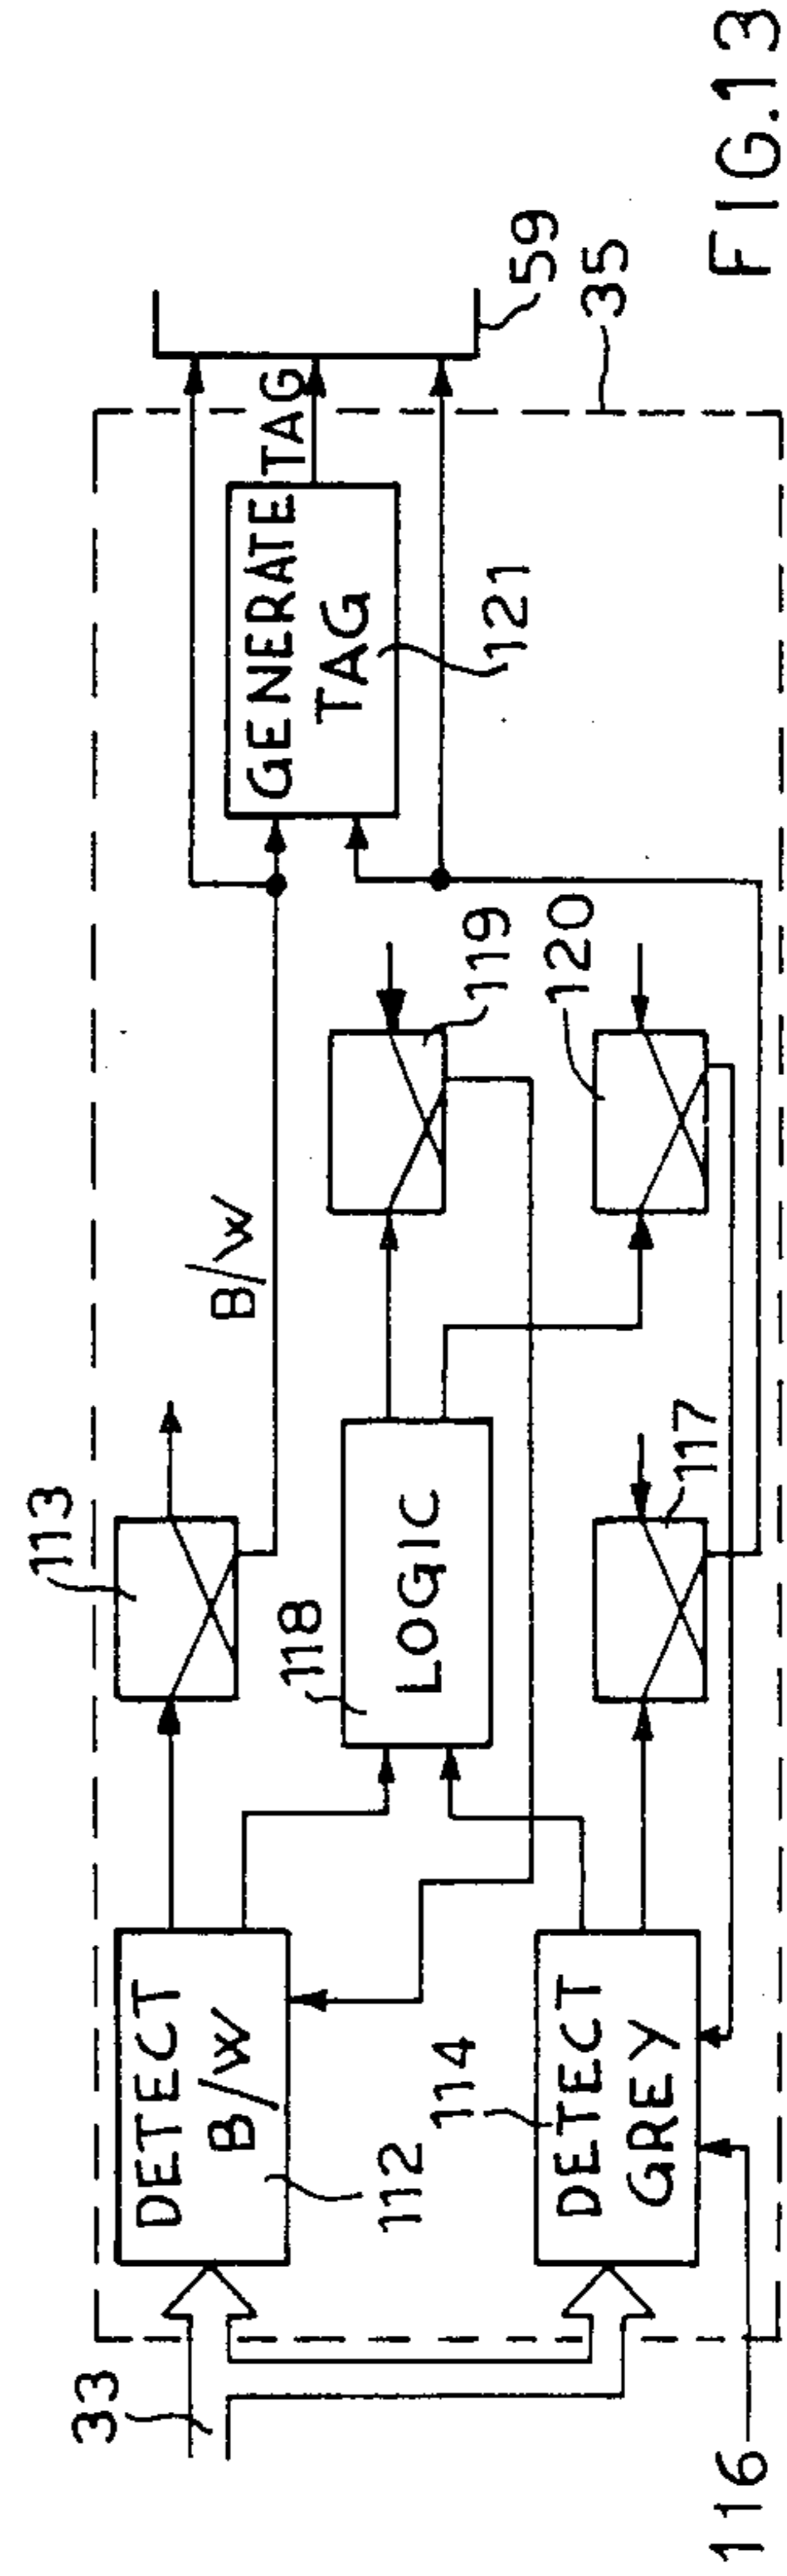 33
DETECT
B/W
112
113
B/W
118
LOGIC
119
GENERATE
TAG
121
TAG
59
35
114
DETECT
GREY
116
117
120
FIG.13